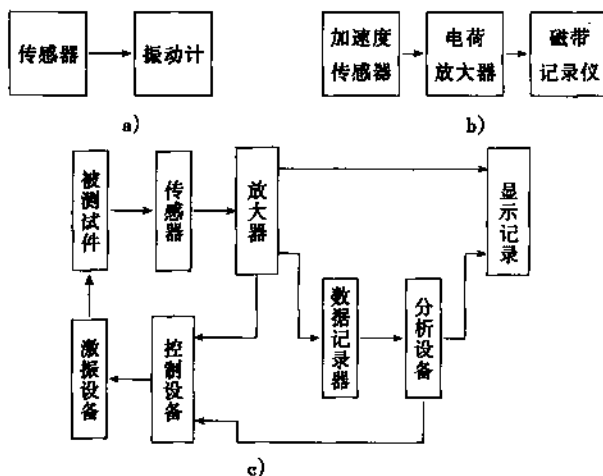 传感器
振动计
a)
加速度
传感器
电荷
放大器
磁带
记录仪
b)
被测试件
传感器
放大器
显示记录
数据记录器
分析设备
激振设备
控制设备
c)